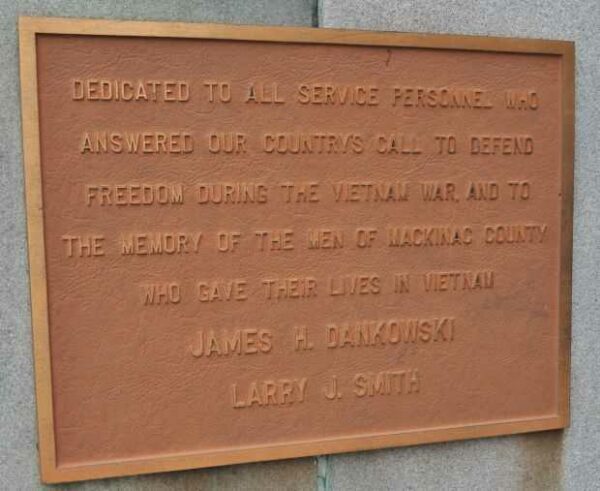 DEDICATED TO ALL SERVICE PERSONNEL WHO
ANSWERED OUR COUNTRY'S CALL TO DEFEND
FREEDOM DURING THE VIETNAM WAR, AND TO
THE MEMORY OF THE MEN OF MACKINAC COUNTY
WHO GAVE THEIR LIVES IN VIETNAM
JAMES H. DANKOWSKI
LARRY J. SMITH